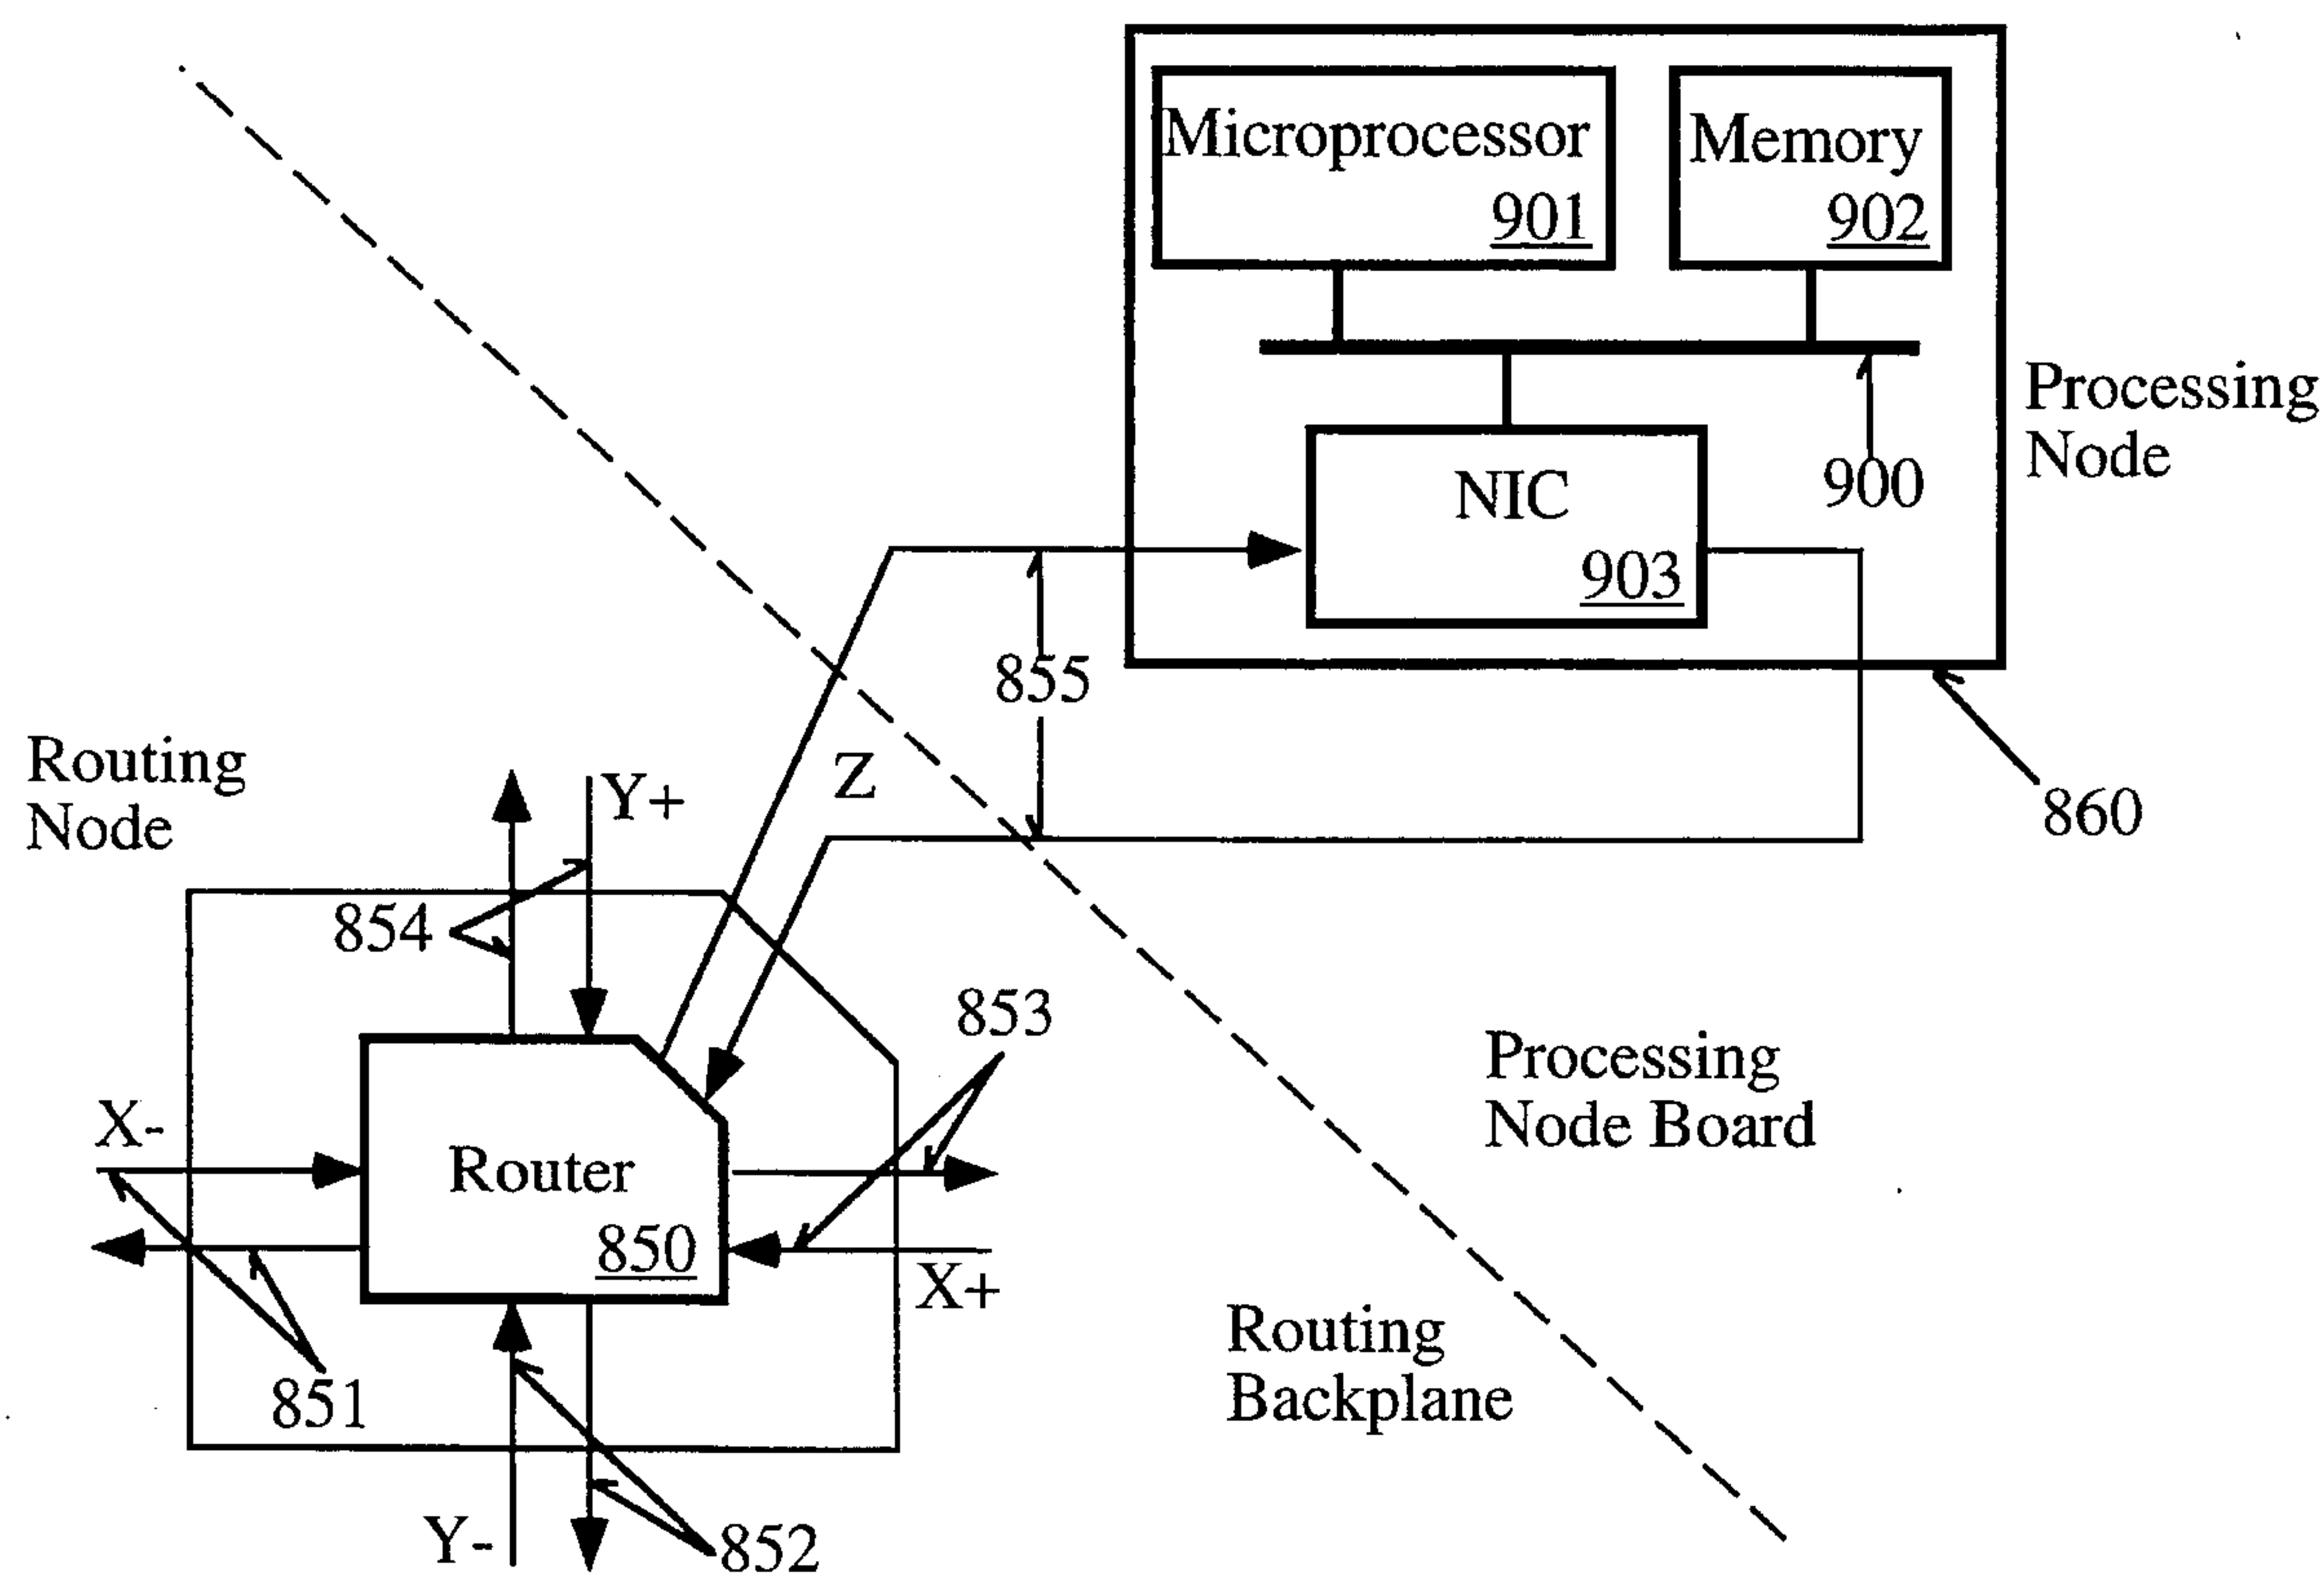 Microprocessor
901
Memory
902
Processing
Node
900
NIC
903
855
860
Z
Routing
Node
Y+
854
853
X-
Router
850
X+
851
Y-
852
Processing
Node Board
Routing
Backplane